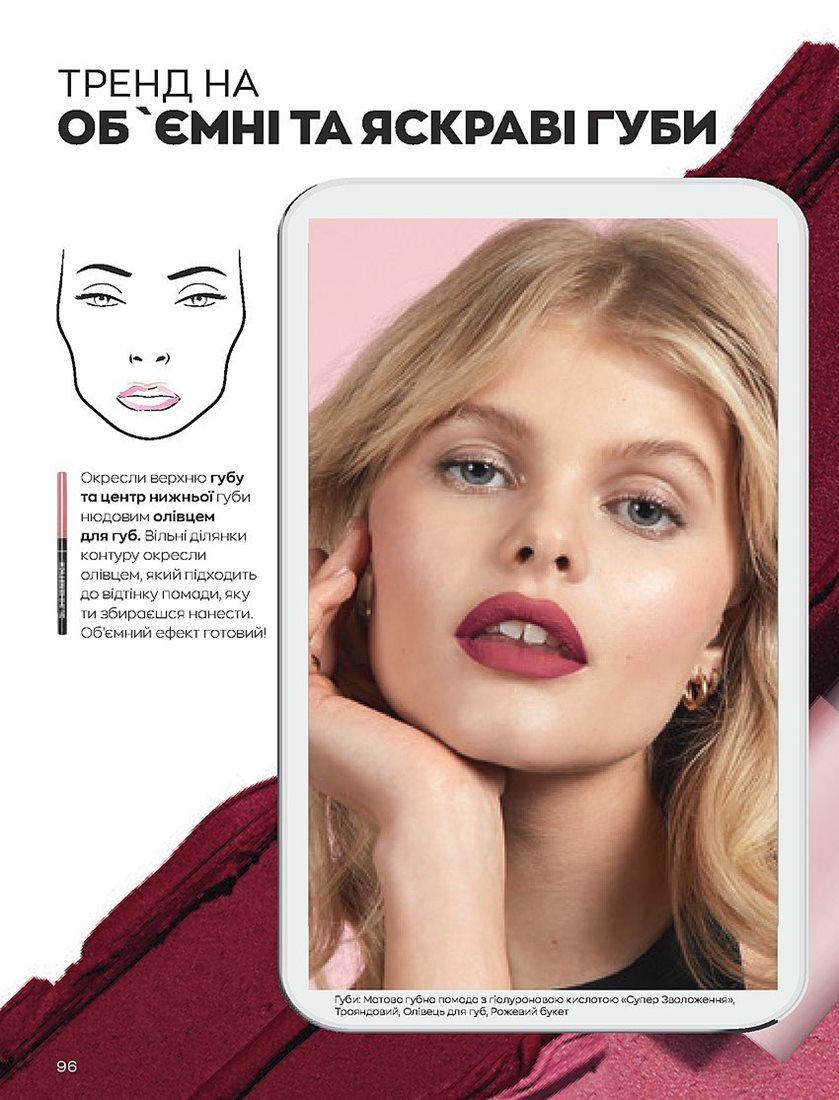 ТРЕНД НА
ОБ`ЄМНІ ТА ЯСКРАВІ ГУБИ
Окресли верхню губу
та центр нижньої губи
нюдовим олівцем
для губ. Вільні ділянки
контуру окресли
олівцем, який підходить
до відтінку помади, яку
ти збираєшся нанести.
Об'ємний ефект готовий!
Губи: Матова губна помада з гіалуроновою кислотою «Супер Зволоження»,
Трояндовий, Олівець для губ, Рожевий букет
96